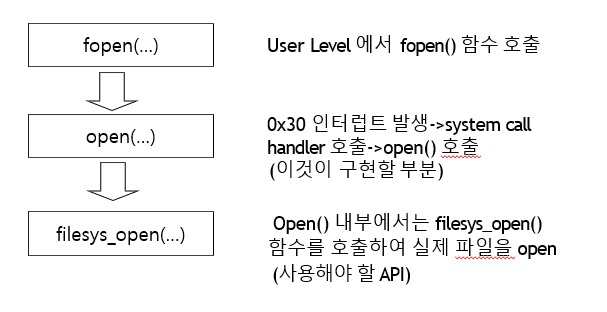 fopen(...)
User Level 에서 fopen() 함수 호출
open(...)
0x30 인터럽트 발생->system call
handler 호출->open() 호출
(이것이 구현할 부분)
filesys_open(...)
Open() 내부에서는 filesys_open()
함수를 호출하여 실제 파일을 open
(사용해야 할 API)